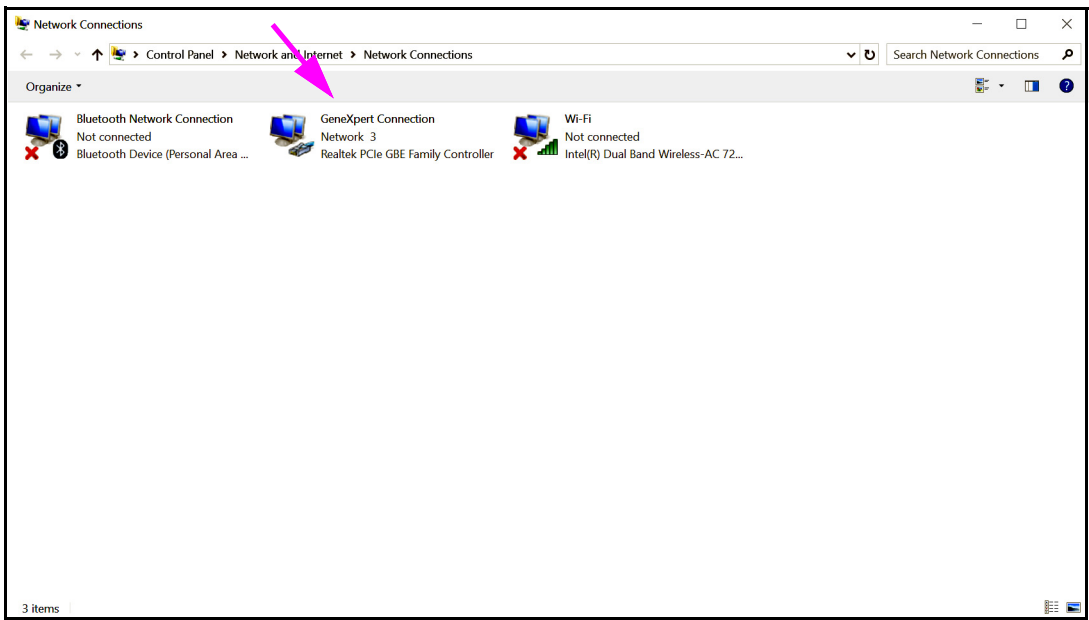 Network Connections
Control Panel > Network and Internet > Network Connections
Search Network Connections
Organize
Bluetooth Network Connection
Not connected
Bluetooth Device (Personal Area ...
GeneXpert Connection
Network 3
Realtek PCIe GBE Family Controller
Wi-Fi
Not connected
Intel(R) Dual Band Wireless-AC 72...
3 items